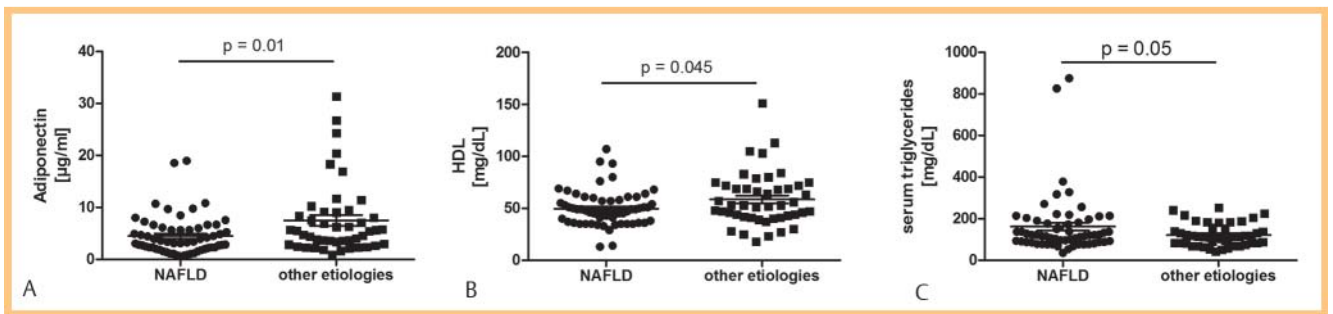 p = 0.01
Adiponectin
[µg/ml]
40
30
20
10
0
NAFLD other etiologies
A
p = 0.045
HDL
[mg/dL]
200
150
100
50
0
NAFLD other etiologies
B
p = 0.05
serum triglycerides
[mg/dL]
1000
800
600
400
200
0
NAFLD other etiologies
C